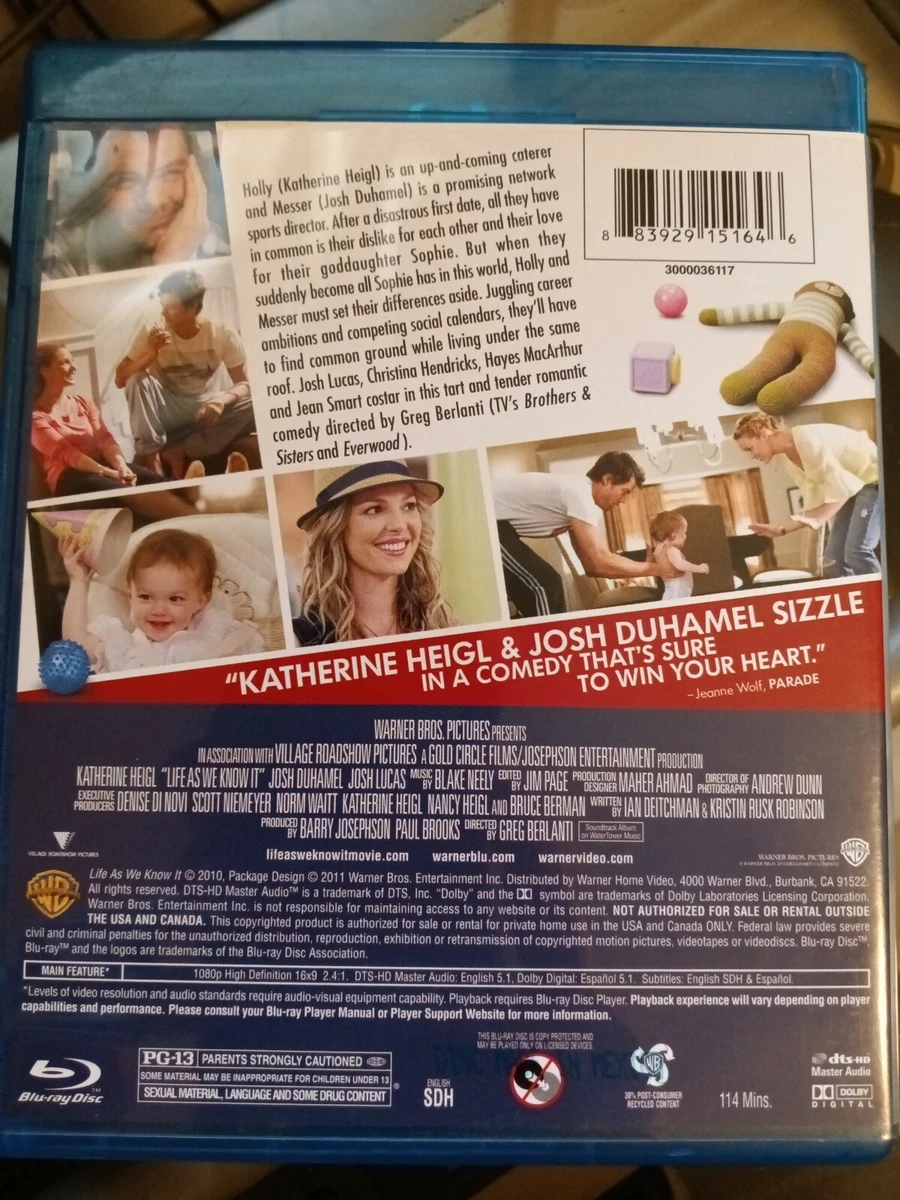 Holly (Katherine Heigl) is an up-and-coming caterer
and Messer (Josh Duhamel) is a promising network
sports director. After a disastrous first date, all they have
in common is their dislike for each other and their love
for their goddaughter Sophie. But when they
suddenly become all Sophie has in this world, Holly and
Messer must set their differences aside. Juggling career
ambitions and competing social calendars, they'll have
to find common ground while living under the same
roof. Josh Lucas, Christina Hendricks, Hayes MacArthur
and Jean Smart costar in this tart and tender romantic
comedy directed by Greg Berlanti (TV's Brothers &
Sisters and Everwood).
8 83929 15164 6
3000036117
"KATHERINE HEIGL & JOSH DUHAMEL SIZZLE
IN A COMEDY THAT'S SURE
TO WIN YOUR HEART."
–Jeanne Wolf, PARADE
WARNER BROS. PICTURES PRESENTS
IN ASSOCIATION WITH VILLAGE ROADSHOW PICTURES A GOLD CIRCLE FILMS/JOSEPHSON ENTERTAINMENT PRODUCTION
KATHERINE HEIGL "LIFE AS WE KNOW IT" JOSH DUHAMEL JOSH LUCAS MUSIC BY BLAKE NEELY EDITED BY JIM PAGE PRODUCTION DESIGNER MAHER AHMAD DIRECTOR OF PHOTOGRAPHY ANDREW DUNN
EXECUTIVE PRODUCERS DENISE DI NOVI SCOTT NIEMEYER NORM WAITT KATHERINE HEIGL NANCY HEIGL AND BRUCE BERMAN WRITTEN BY IAN DEITCHMAN & KRISTIN RUSK ROBINSON
PRODUCED BY BARRY JOSEPHSON PAUL BROOKS DIRECTED BY GREG BERLANTI Soundtrack Album on WaterTower Music
VILLAGE ROADSHOW PICTURES
lifeasweknowitmovie.com warnerblu.com warnervideo.com
WARNER BROS. PICTURES
A WARNER BROS. ENTERTAINMENT COMPANY
Life As We Know It © 2010, Package Design © 2011 Warner Bros. Entertainment Inc. Distributed by Warner Home Video, 4000 Warner Blvd., Burbank, CA 91522.
All rights reserved. DTS-HD Master Audio™ is a trademark of DTS, Inc. "Dolby" and the symbol are trademarks of Dolby Laboratories Licensing Corporation.
Warner Bros. Entertainment Inc. is not responsible for maintaining access to any website or its content. NOT AUTHORIZED FOR SALE OR RENTAL OUTSIDE
THE USA AND CANADA. This copyrighted product is authorized for sale or rental for private home use in the USA and Canada ONLY. Federal law provides severe
civil and criminal penalties for the unauthorized distribution, reproduction, exhibition or retransmission of copyrighted motion pictures, videotapes or videodiscs. Blu-ray Disc™,
Blu-ray™ and the logos are trademarks of the Blu-ray Disc Association.
MAIN FEATURE* 1080p High Definition 16x9 2.4:1. DTS-HD Master Audio: English 5.1, Dolby Digital: Español 5.1. Subtitles: English SDH & Español.
*Levels of video resolution and audio standards require audio-visual equipment capability. Playback requires Blu-ray Disc Player. Playback experience will vary depending on player
capabilities and performance. Please consult your Blu-ray Player Manual or Player Support Website for more information.
THIS BLU-RAY DISC IS COPY PROTECTED AND
MAY BE PLAYED ONLY ON LICENSED DEVICES.
Blu-ray Disc™
PG-13 PARENTS STRONGLY CAUTIONED
SOME MATERIAL MAY BE INAPPROPRIATE FOR CHILDREN UNDER 13
SEXUAL MATERIAL, LANGUAGE AND SOME DRUG CONTENT ®
ENGLISH
SDH
WB
30% POST-CONSUMER
RECYCLED CONTENT
114 Mins.
dts-HD
Master Audio
DOLBY
DIGITAL